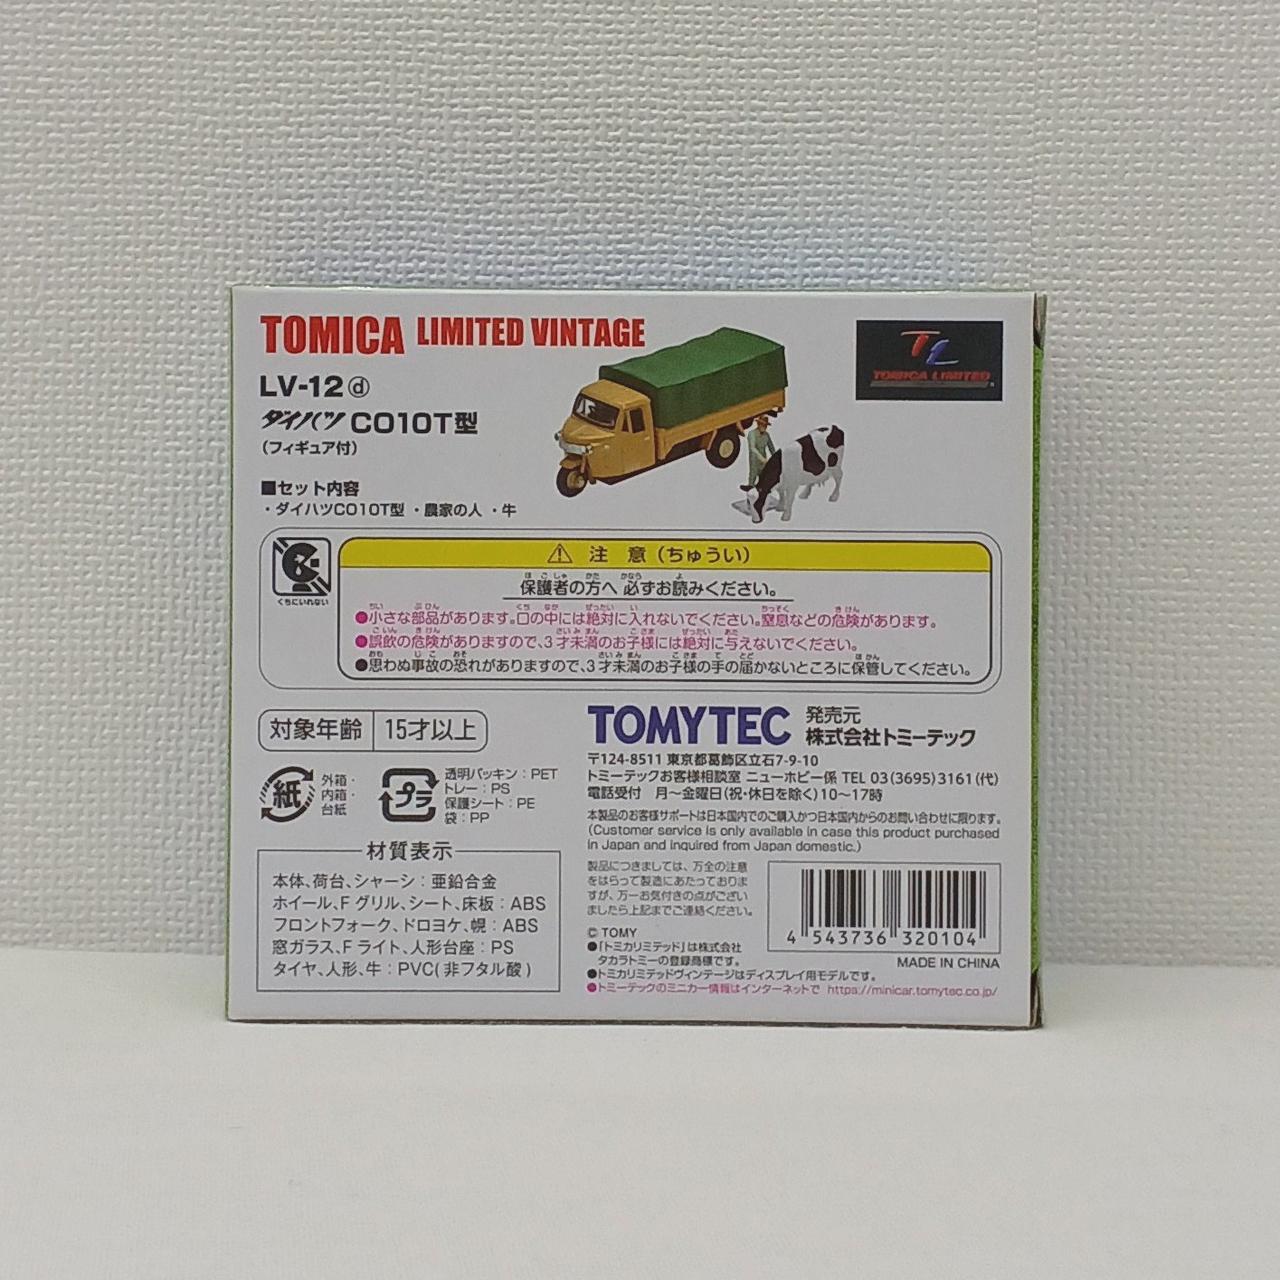 TOMICA LIMITED VINTAGE
LV-12ⓓ
ダイハツ CO10T型
(フィギュア付)
■セット内容
・ダイハツCO10T型 ・農家の人 ・牛
TL
TOMICA LIMITED
くちにいれない
⚠ 注 意 (ちゅうい)
保護者の方へ 必ずお読みください。
●小さな部品があります。口の中には絶対に入れないでください。窒息などの危険があります。
●誤飲の危険がありますので、3才未満のお子様には絶対に与えないでください。
●思わぬ事故の恐れがありますので、3才未満のお子様の手の届かないところに保管してください。
対象年齢 15才以上
紙
外箱・
内箱・
台紙
プラ
透明パッキン:PET
トレー:PS
保護シート:PE
袋:PP
材質表示
本体、荷台、シャーシ:亜鉛合金
ホイール、Fグリル、シート、床板:ABS
フロントフォーク、ドロヨケ、幌:ABS
窓ガラス、Fライト、人形台座:PS
タイヤ、人形、牛:PVC(非フタル酸)
TOMYTEC 発売元
株式会社トミーテック
〒124-8511 東京都葛飾区立石7-9-10
トミーテックお客様相談室 ニューホビー係 TEL 03(3695)3161(代)
電話受付 月〜金曜日(祝・休日を除く)10〜17時
本製品のお客様サポートは日本国内でのご購入かつ日本国内からのお問い合わせに限ります。
(Customer service is only available in case this product purchased
in Japan and inquired from Japan domestic.)
製品につきましては、万全の注意
をはらって製造にあたっておりま
すが、万一お気付きの点がござい
ましたら上記までご連絡ください。
© TOMY
●「トミカリミテッド」は株式会社
タカラトミーの登録商標です。
●トミカリミテッドヴィンテージはディスプレイ用モデルです。
●トミーテックのミニカー情報はインターネットで https://minicar.tomytec.co.jp/
4 543736 320104
MADE IN CHINA